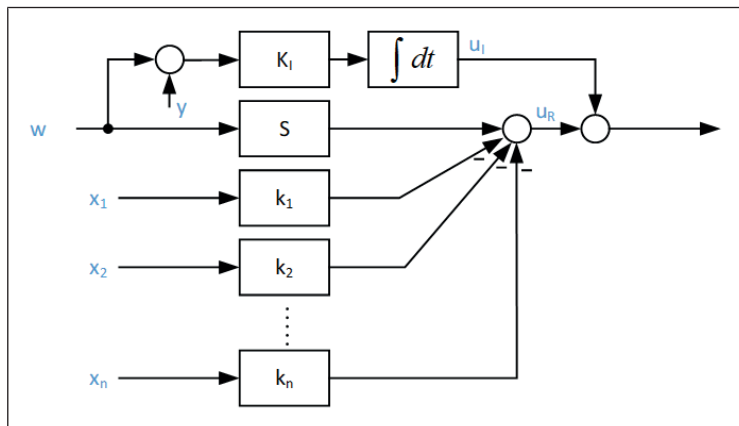 K_I
∫ dt
u_I
y
w
S
u_R
x_1
k_1
–
–
–
x_2
k_2
x_n
k_n